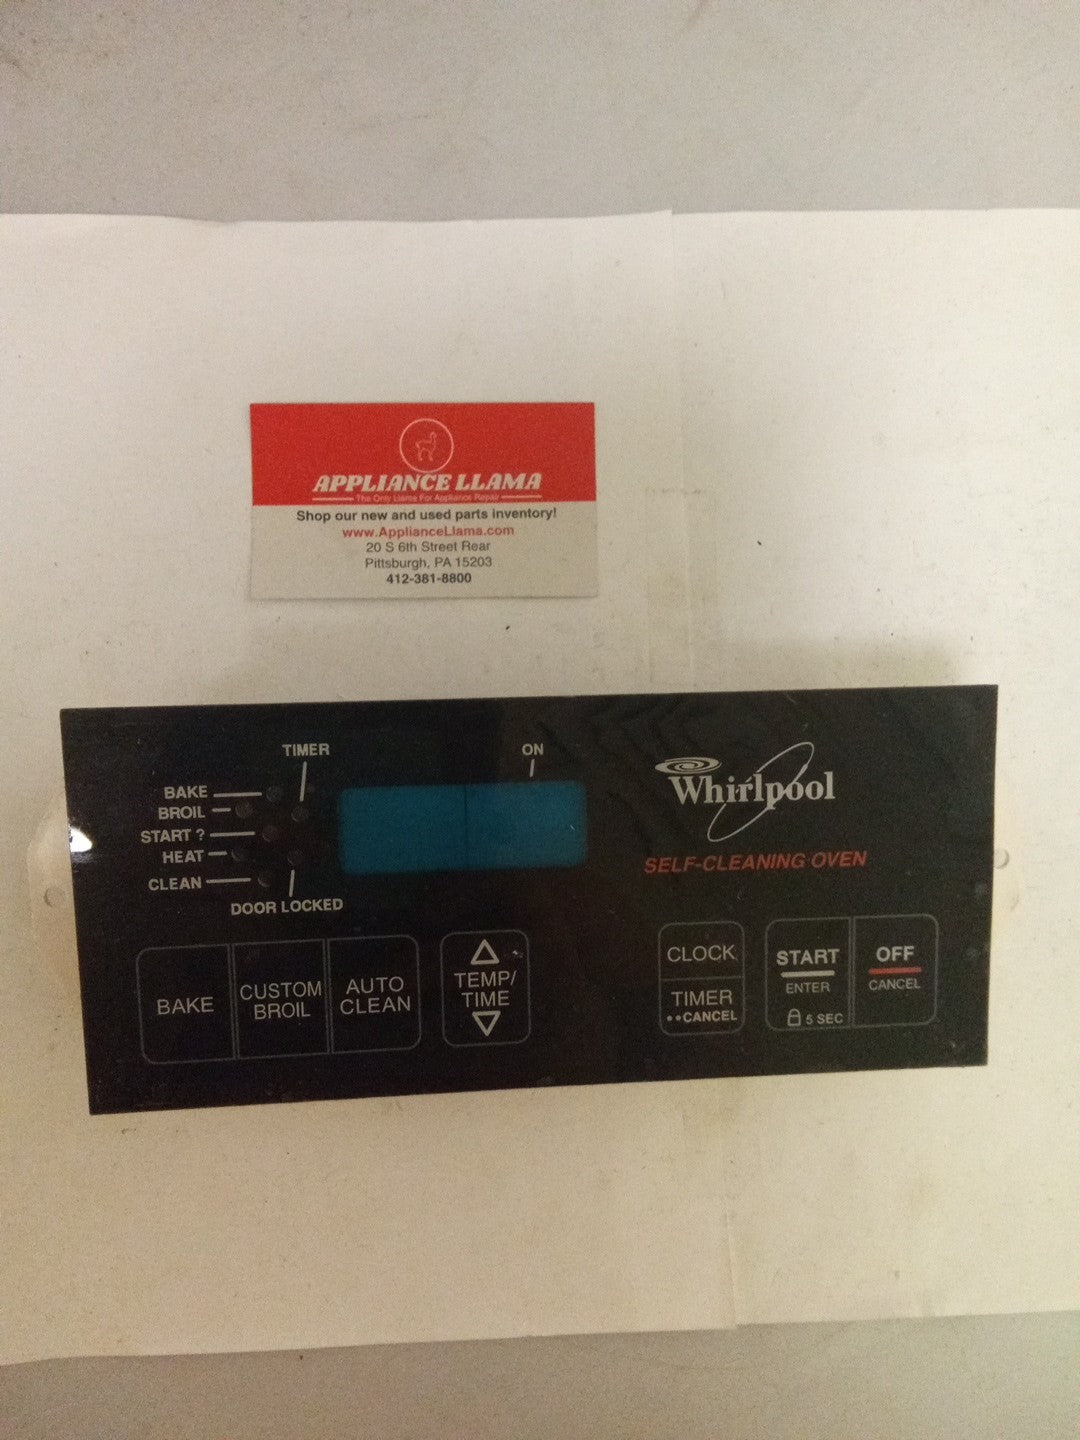 APPLIANCE LLAMA
The Only Llama For Appliance Repair
Shop our new and used parts inventory!
www.ApplianceLlama.com
20 S 6th Street Rear
Pittsburgh, PA 15203
412-381-8800
TIMER
ON
BAKE
BROIL
START ?
HEAT
CLEAN
DOOR LOCKED
Whirlpool
SELF-CLEANING OVEN
BAKE
CUSTOM
BROIL
AUTO
CLEAN
TEMP/
TIME
CLOCK
TIMER
••CANCEL
START
ENTER
5 SEC
OFF
CANCEL